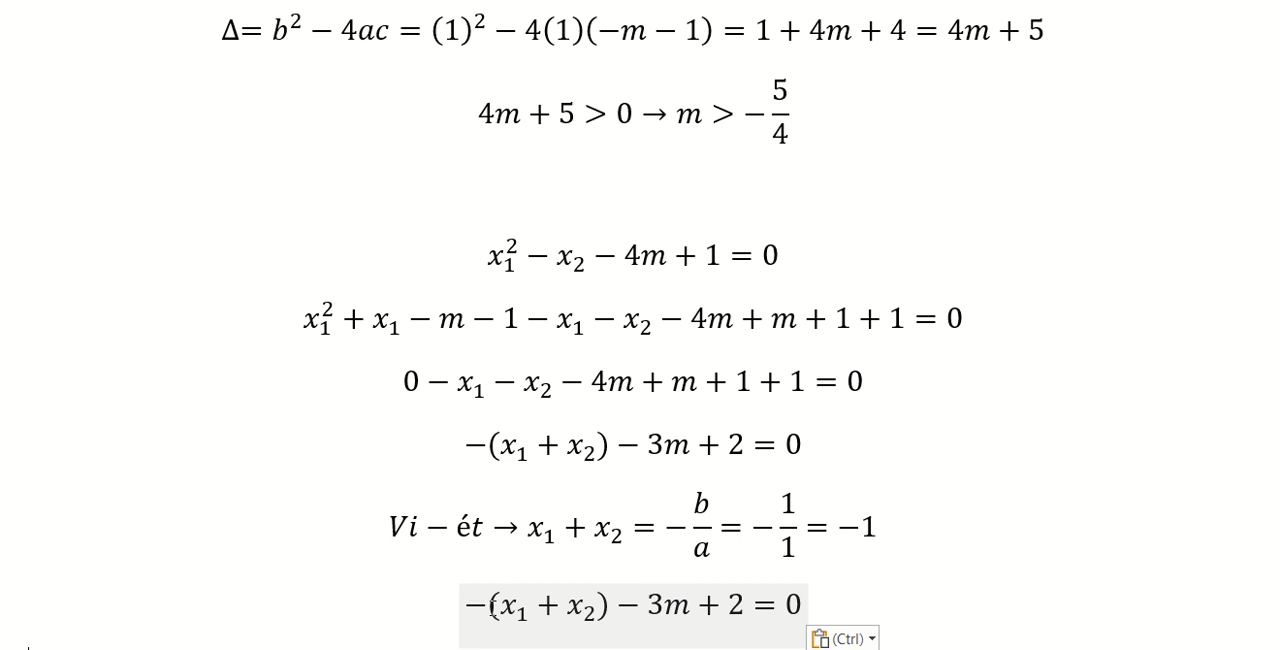 Δ= b² − 4ac = (1)² − 4(1)(−m − 1) = 1 + 4m + 4 = 4m + 5
4m + 5 > 0 → m > −5/4
x₁² − x₂ − 4m + 1 = 0
x₁² + x₁ − m − 1 − x₁ − x₂ − 4m + m + 1 + 1 = 0
0 − x₁ − x₂ − 4m + m + 1 + 1 = 0
−(x₁ + x₂) − 3m + 2 = 0
Vi − ét → x₁ + x₂ = −b/a = −1/1 = −1
−(x₁ + x₂) − 3m + 2 = 0
(Ctrl)